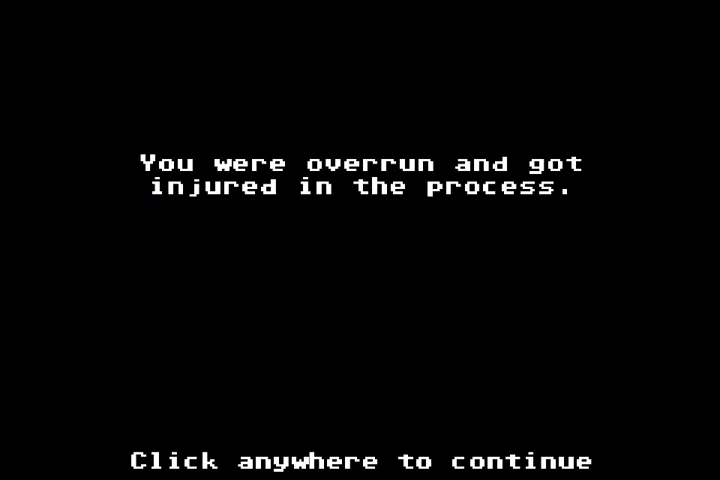 You were overrun and got
injured in the process.
Click anywhere to continue